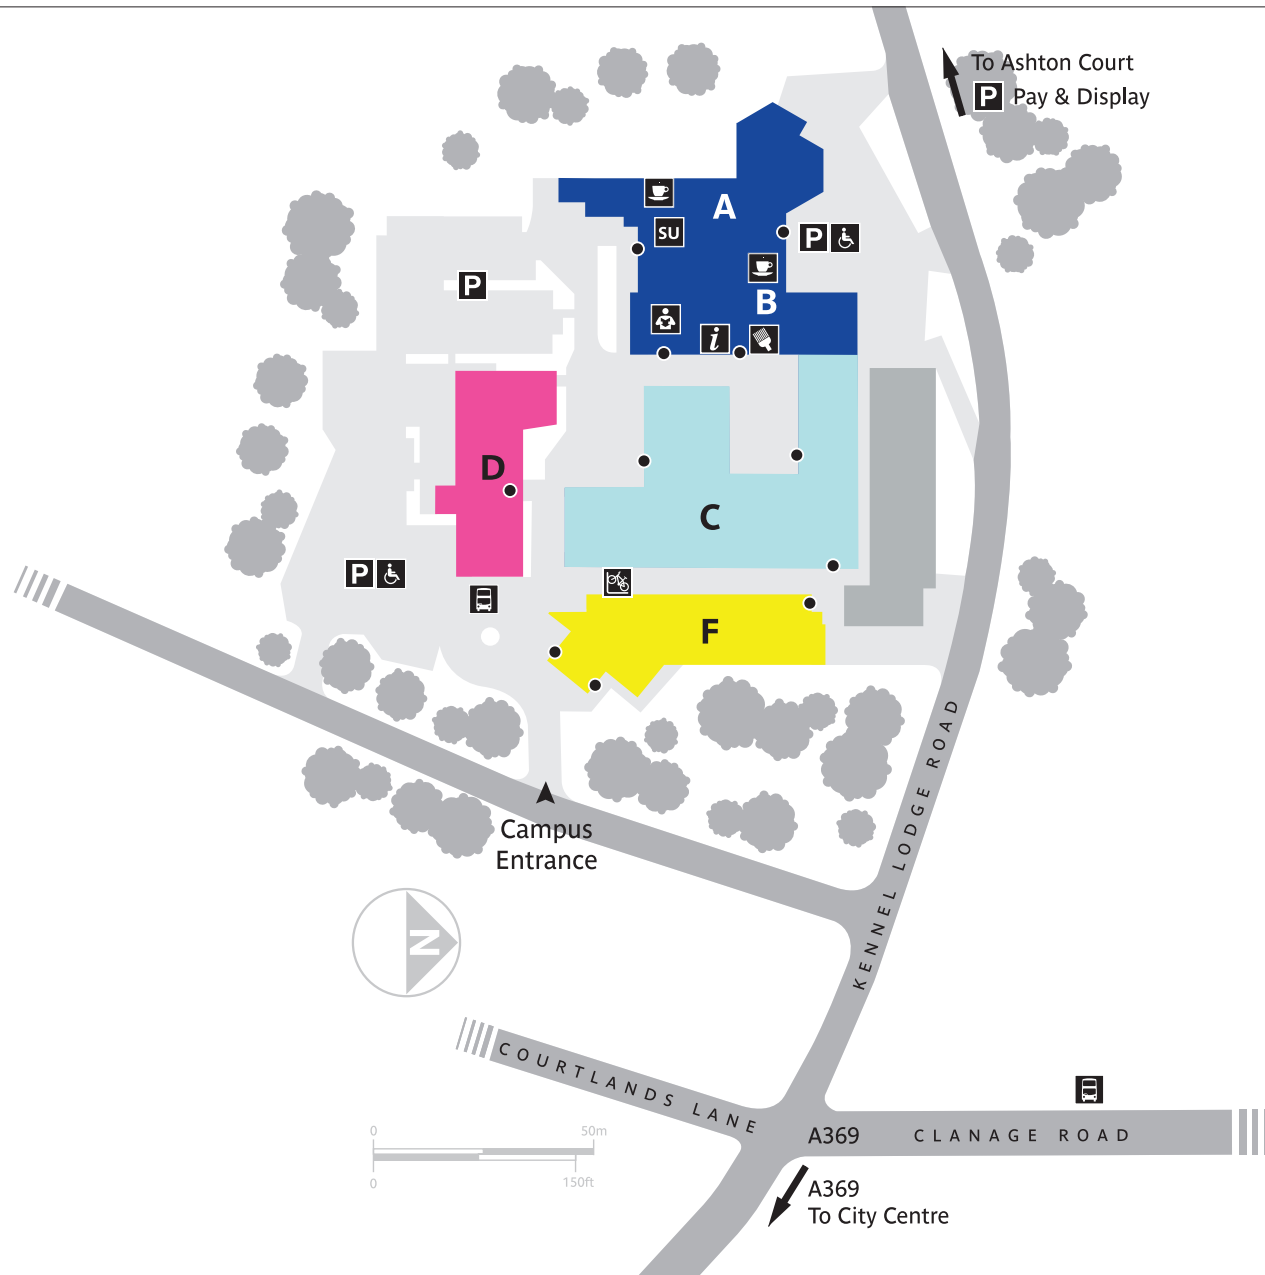 To Ashton Court
P Pay & Display
A
SU
P
P
B
i
D
C
P
F
KENNEL LODGE ROAD
Campus
Entrance
N
COURTLANDS LANE
0 50m
0 150ft
A369 CLANAGE ROAD
A369
To City Centre